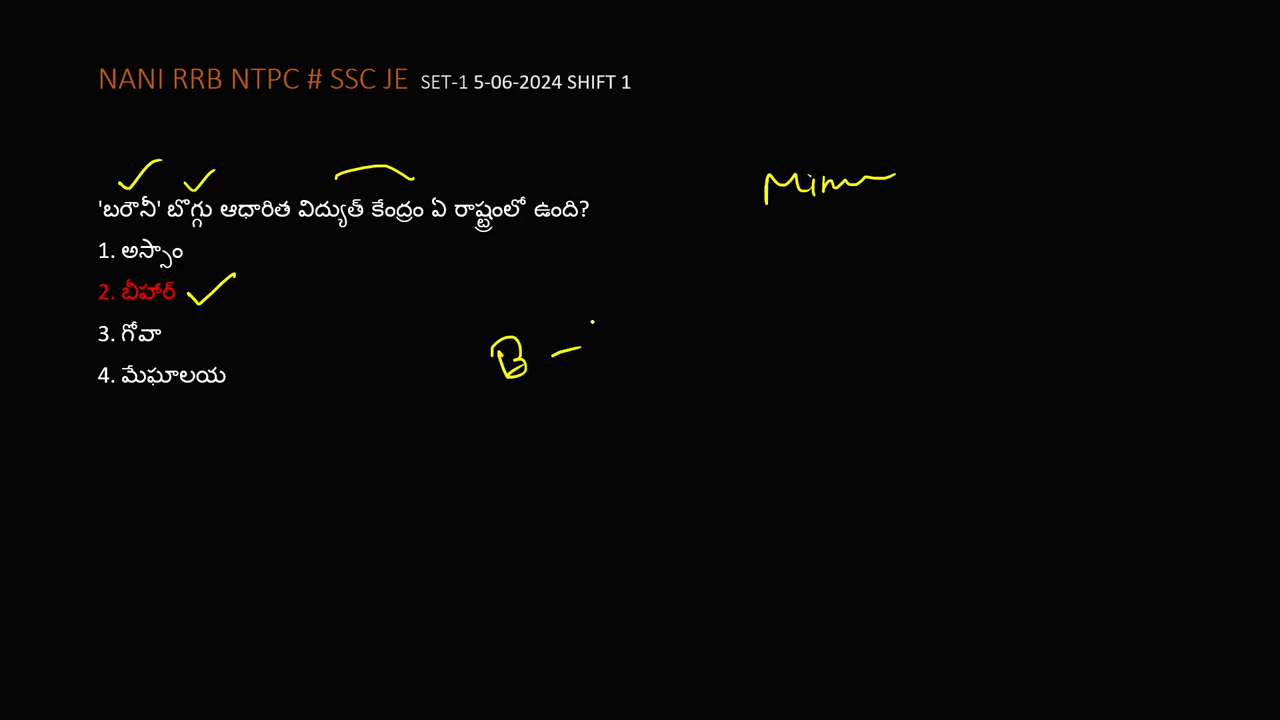 NANI RRB NTPC # SSC JE SET-1 5-06-2024 SHIFT 1
'బరౌనీ' బొగ్గు ఆధారిత విద్యుత్ కేంద్రం ఏ రాష్ట్రంలో ఉంది?
1. అస్సాం
2. బీహార్
3. గోవా
4. మేఘాలయ
B -